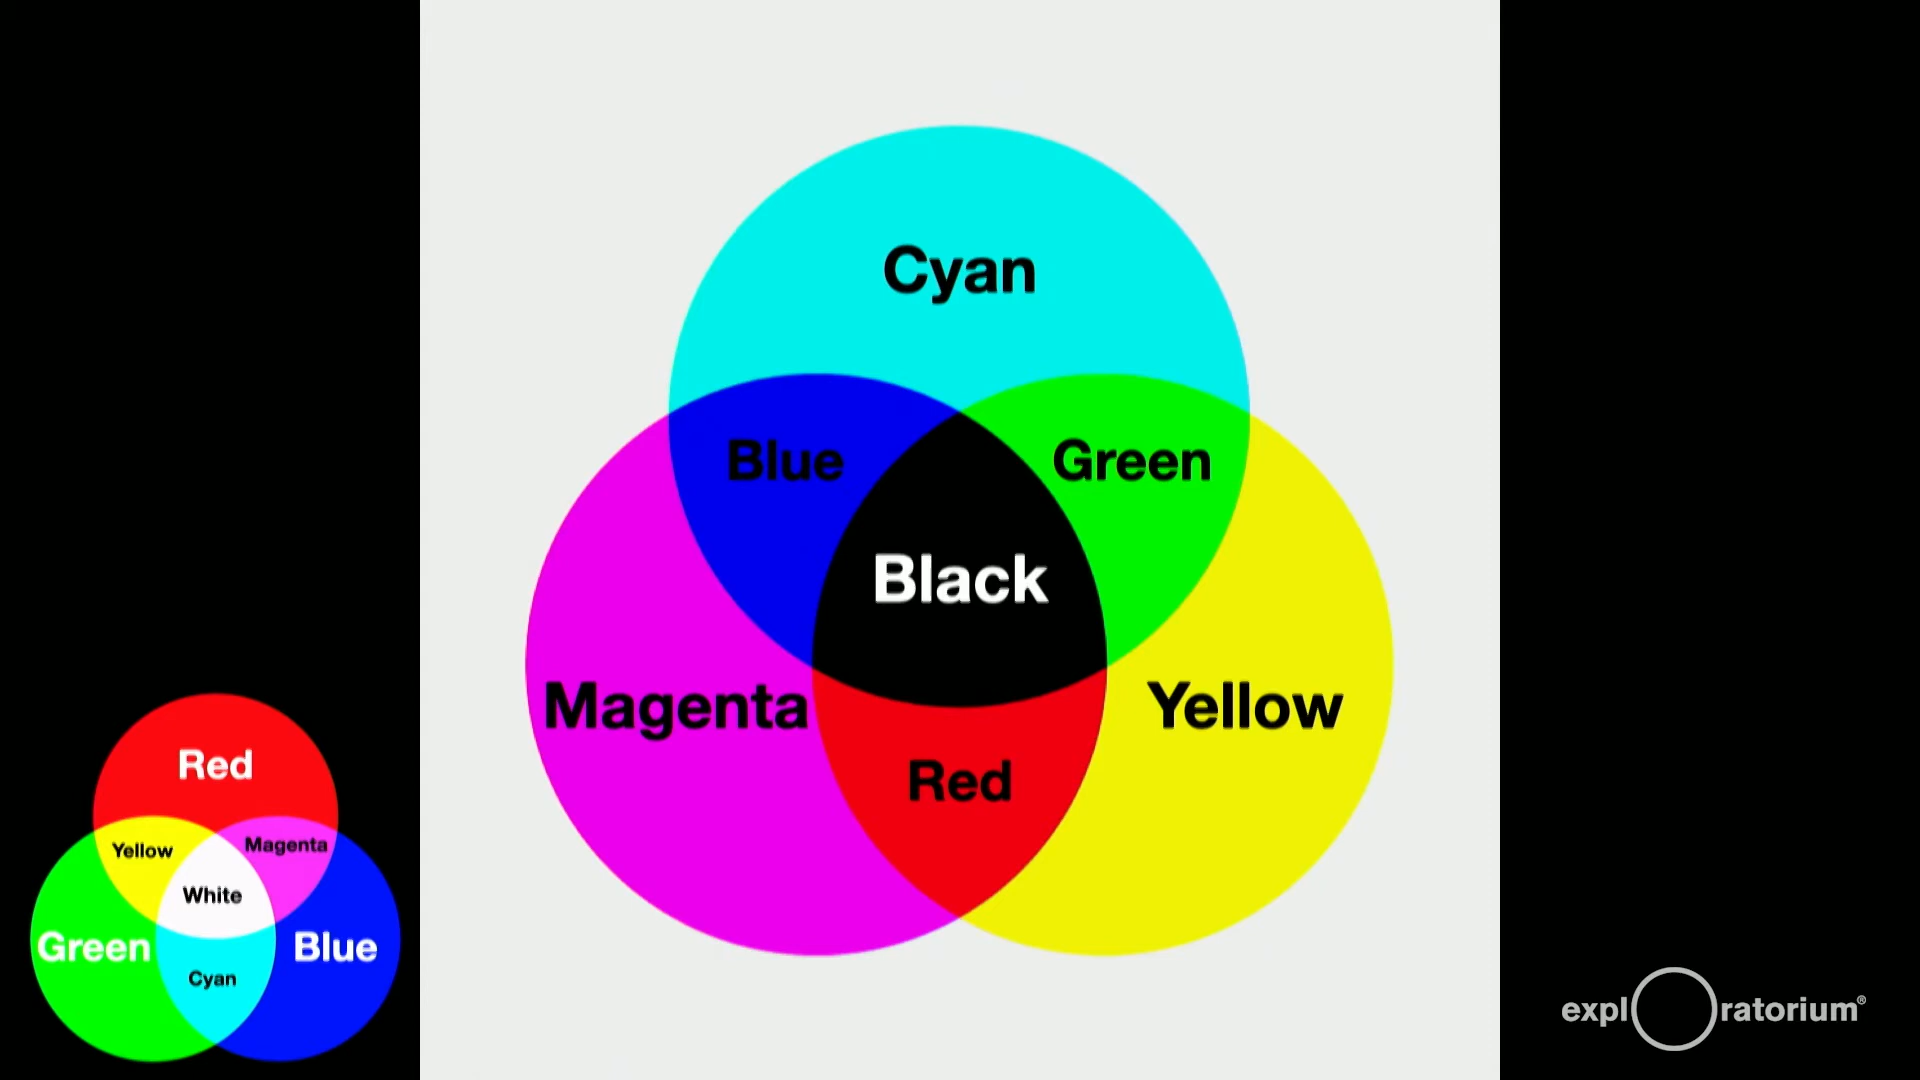 Cyan
Blue
Green
Black
Magenta
Yellow
Red
Red
Yellow
Magenta
White
Green
Blue
Cyan
expl ratorium®